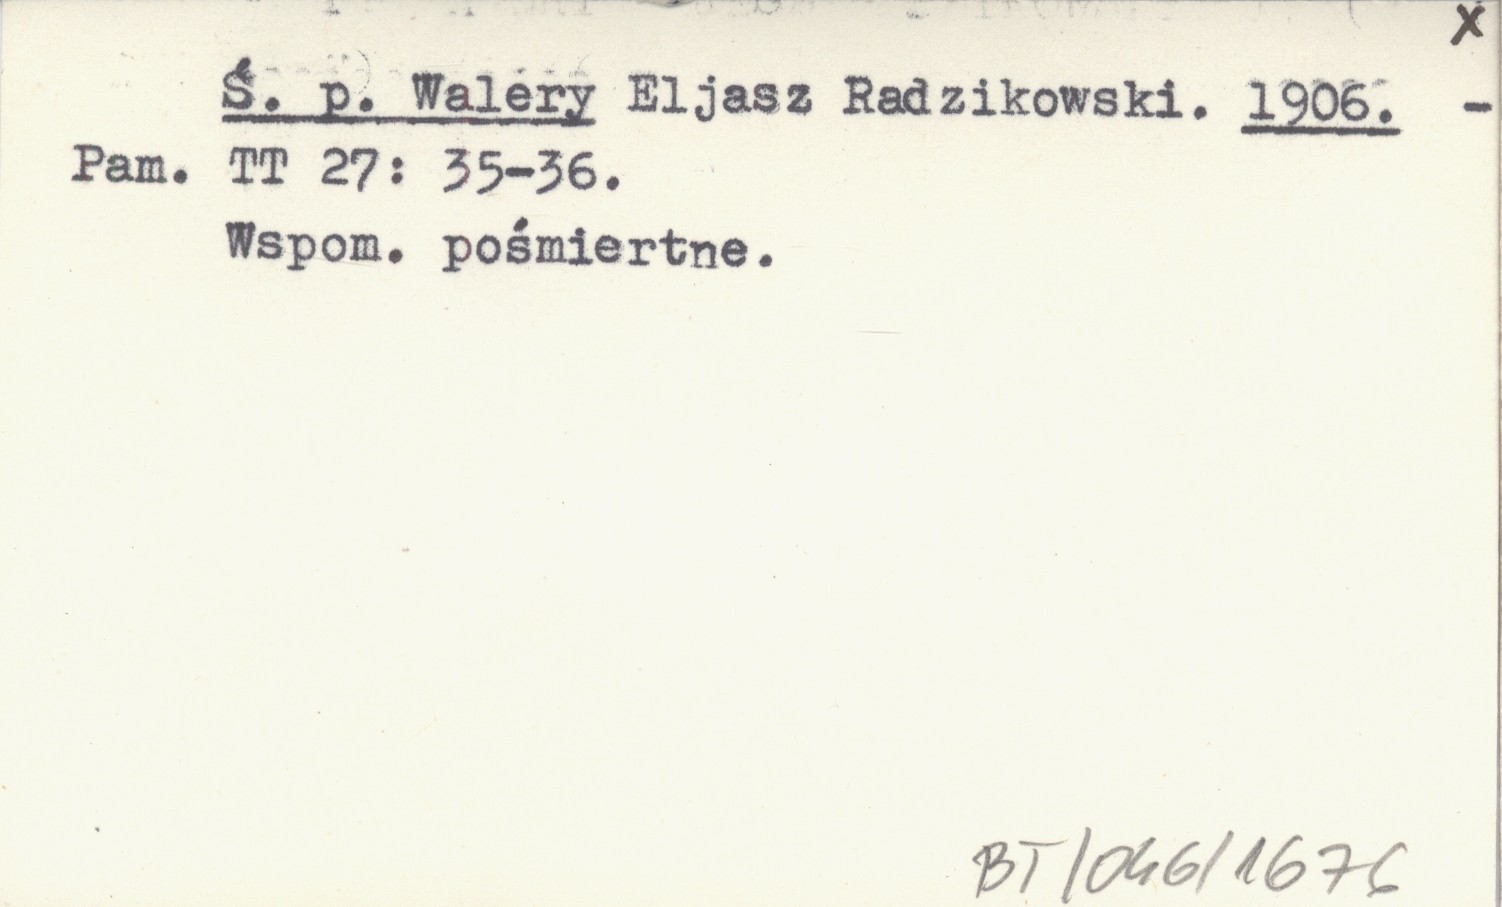 x
Ś. p. Walery Eljasz Radzikowski. 1906. -
Pam. TT 27: 35-36.
Wspom. pośmiertne.
BT/046/1676